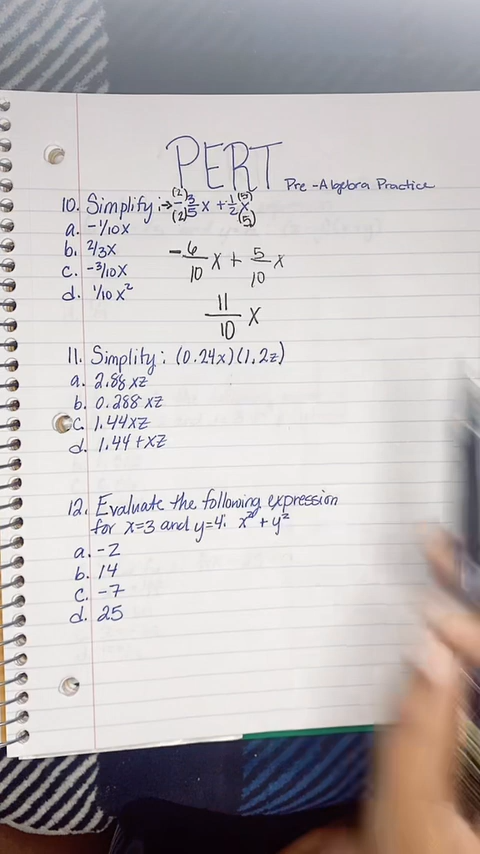 PERT
Pre-Algebra Practice
10. Simplify: → (2) -3/5 x + 1/2 x (5)
(2) (5)
a. -1/10x
b. 2/3x
c. -3/10x
d. 1/10x²
-6/10 x + 5/10 x
11/10 x
11. Simplify: (0.24x)(1.2z)
a. 2.88xz
b. 0.288xz
c. 1.44xz
d. 1.44+xz
12. Evaluate the following expression
for x=3 and y=4: x² + y²
a. -2
b. 14
c. -7
d. 25